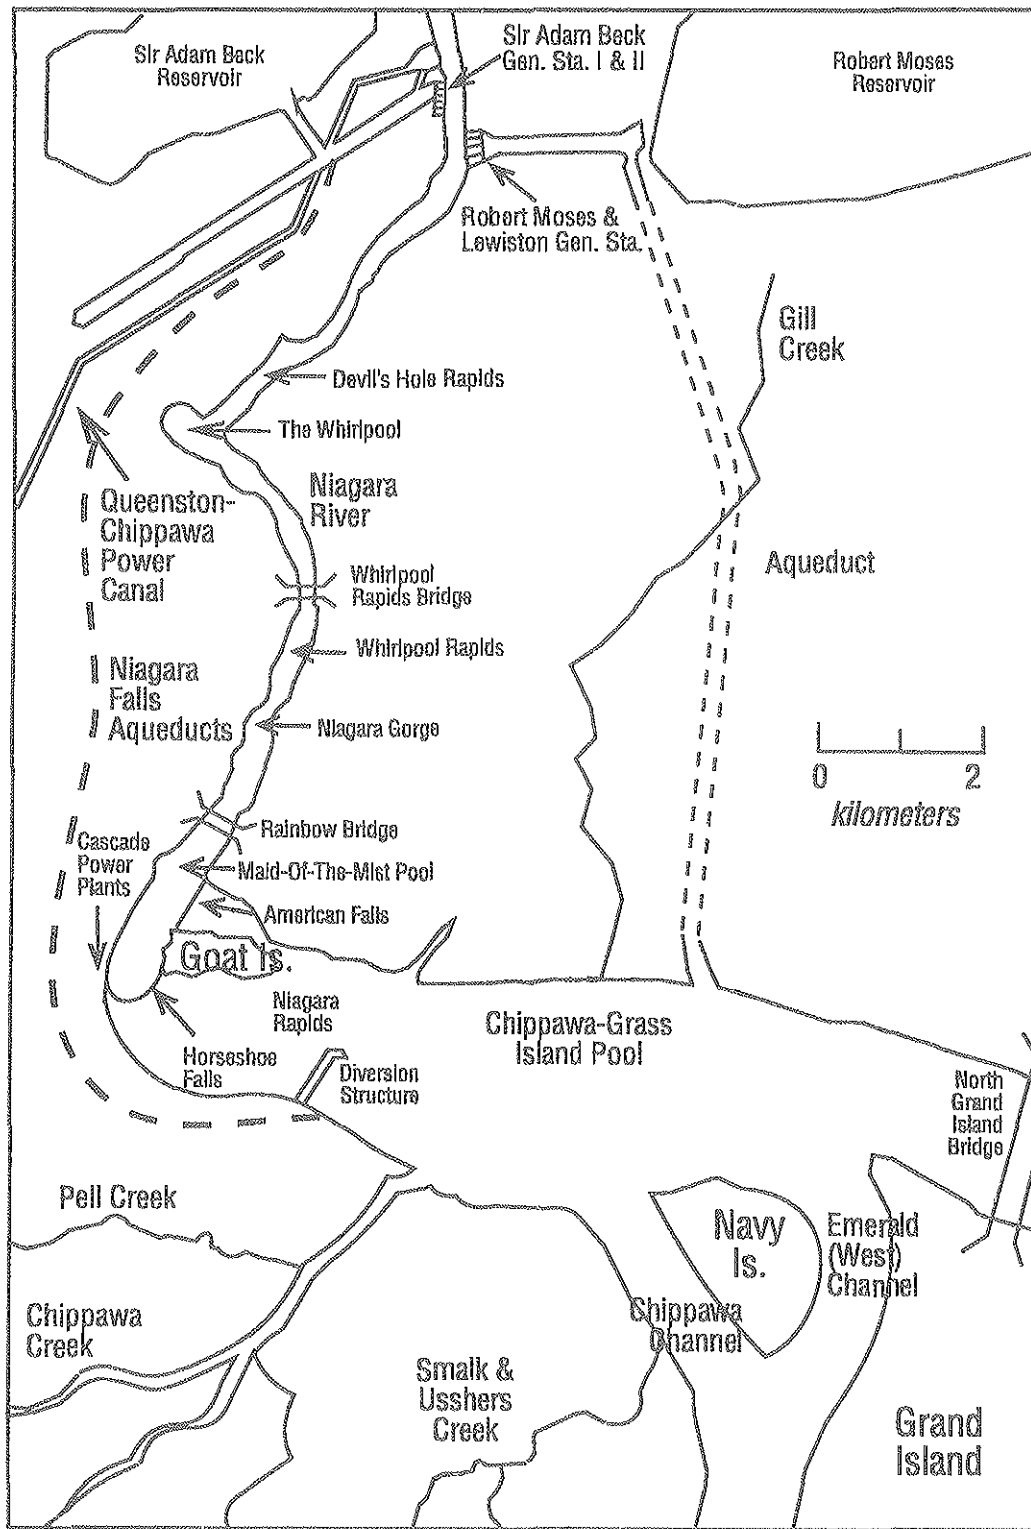 Sir Adam Beck
Reservoir
Sir Adam Beck
Gen. Sta. I & II
Robert Moses
Reservoir
Robert Moses &
Lewiston Gen. Sta.
Gill
Creek
Devil's Hole Rapids
The Whirlpool
Niagara
River
Queenston-
Chippawa
Power
Canal
Whirlpool
Rapids Bridge
Aqueduct
Whirlpool Rapids
Niagara
Falls
Aqueducts
Niagara Gorge
0 2
kilometers
Rainbow Bridge
Cascade
Power
Plants
Maid-Of-The-Mist Pool
American Falls
Goat Is.
Niagara
Rapids
Chippawa-Grass
Island Pool
Horseshoe
Falls
Diversion
Structure
North
Grand
Island
Bridge
Pell Creek
Navy
Is.
Emerald
(West)
Channel
Chippawa
Creek
Chippawa
Channel
Smalk &
Usshers
Creek
Grand
Island